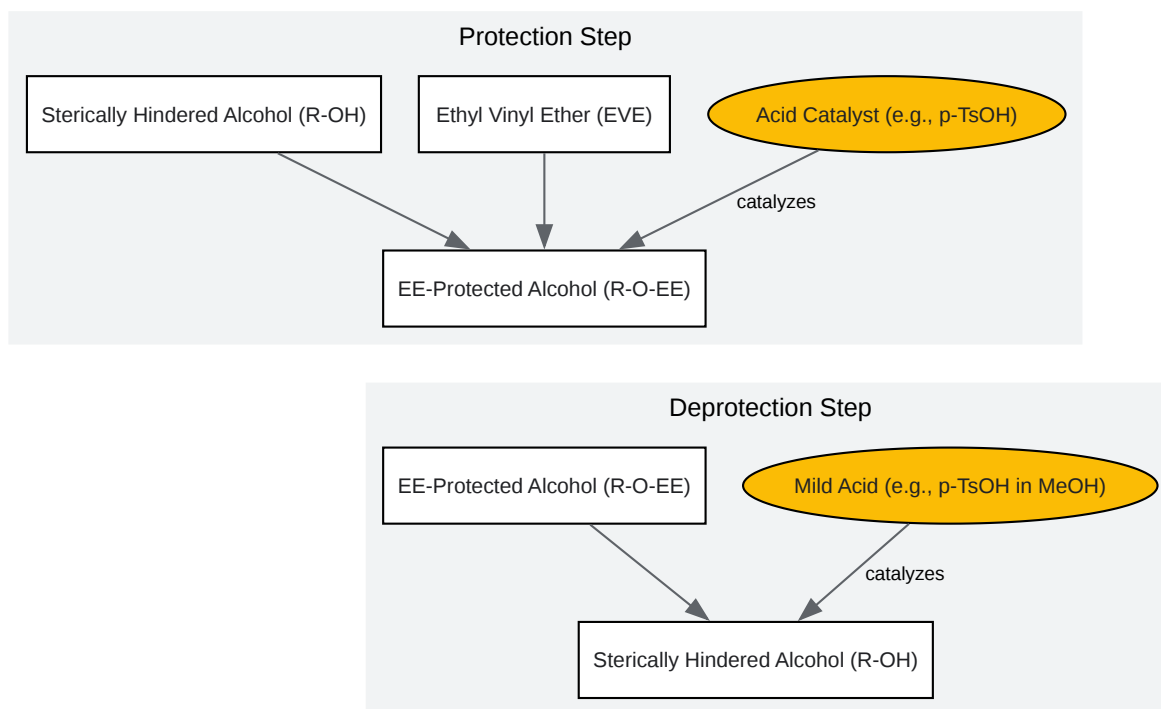 Protection Step
Sterically Hindered Alcohol (R-OH)
Ethyl Vinyl Ether (EVE)
Acid Catalyst (e.g., p-TsOH)
catalyzes
EE-Protected Alcohol (R-O-EE)
Deprotection Step
EE-Protected Alcohol (R-O-EE)
Mild Acid (e.g., p-TsOH in MeOH)
catalyzes
Sterically Hindered Alcohol (R-OH)